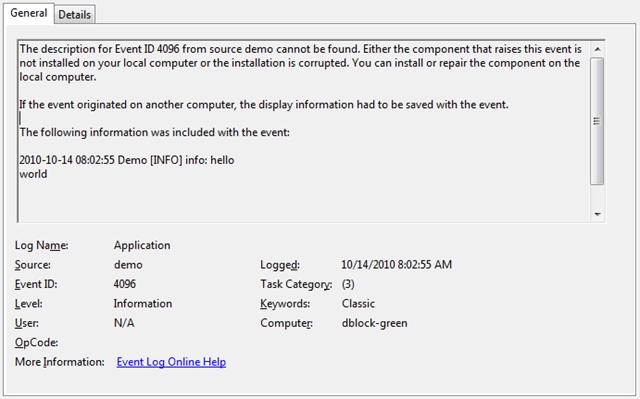 General
Details
The description for Event ID 4096 from source demo cannot be found. Either the component that raises this event is
not installed on your local computer or the installation is corrupted. You can install or repair the component on the
local computer.
If the event originated on another computer, the display information had to be saved with the event.
The following information was included with the event:
2010-10-14 08:02:55 Demo [INFO] info: hello
world
Log Name: Application
Source: demo Logged: 10/14/2010 8:02:55 AM
Event ID: 4096 Task Category: (3)
Level: Information Keywords: Classic
User: N/A Computer: dblock-green
OpCode:
More Information: Event Log Online Help